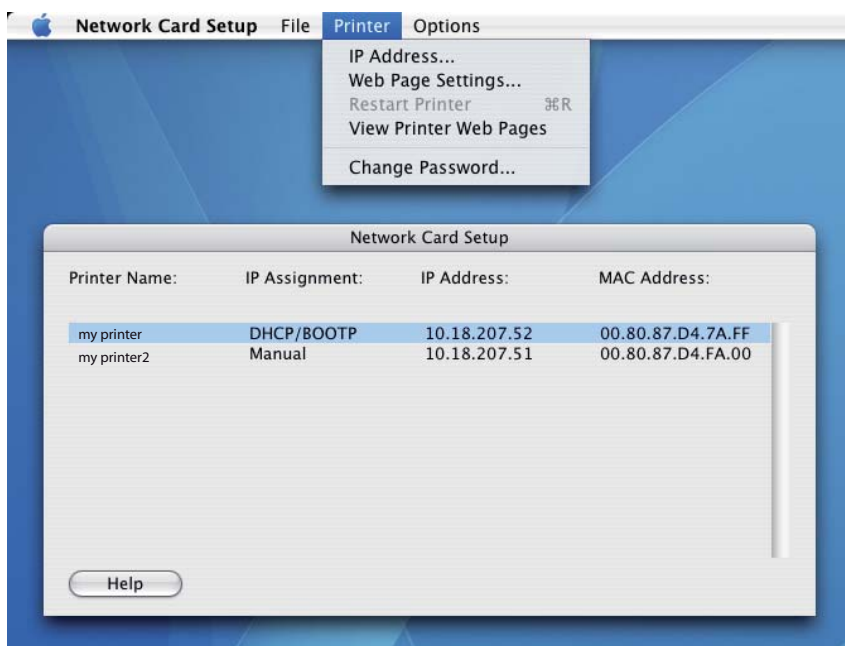 Network Card Setup File Printer Options
IP Address...
Web Page Settings...
Restart Printer ⌘R
View Printer Web Pages
Change Password...
Network Card Setup
Printer Name: IP Assignment: IP Address: MAC Address:
my printer DHCP/BOOTP 10.18.207.52 00.80.87.D4.7A.FF
my printer2 Manual 10.18.207.51 00.80.87.D4.FA.00
Help